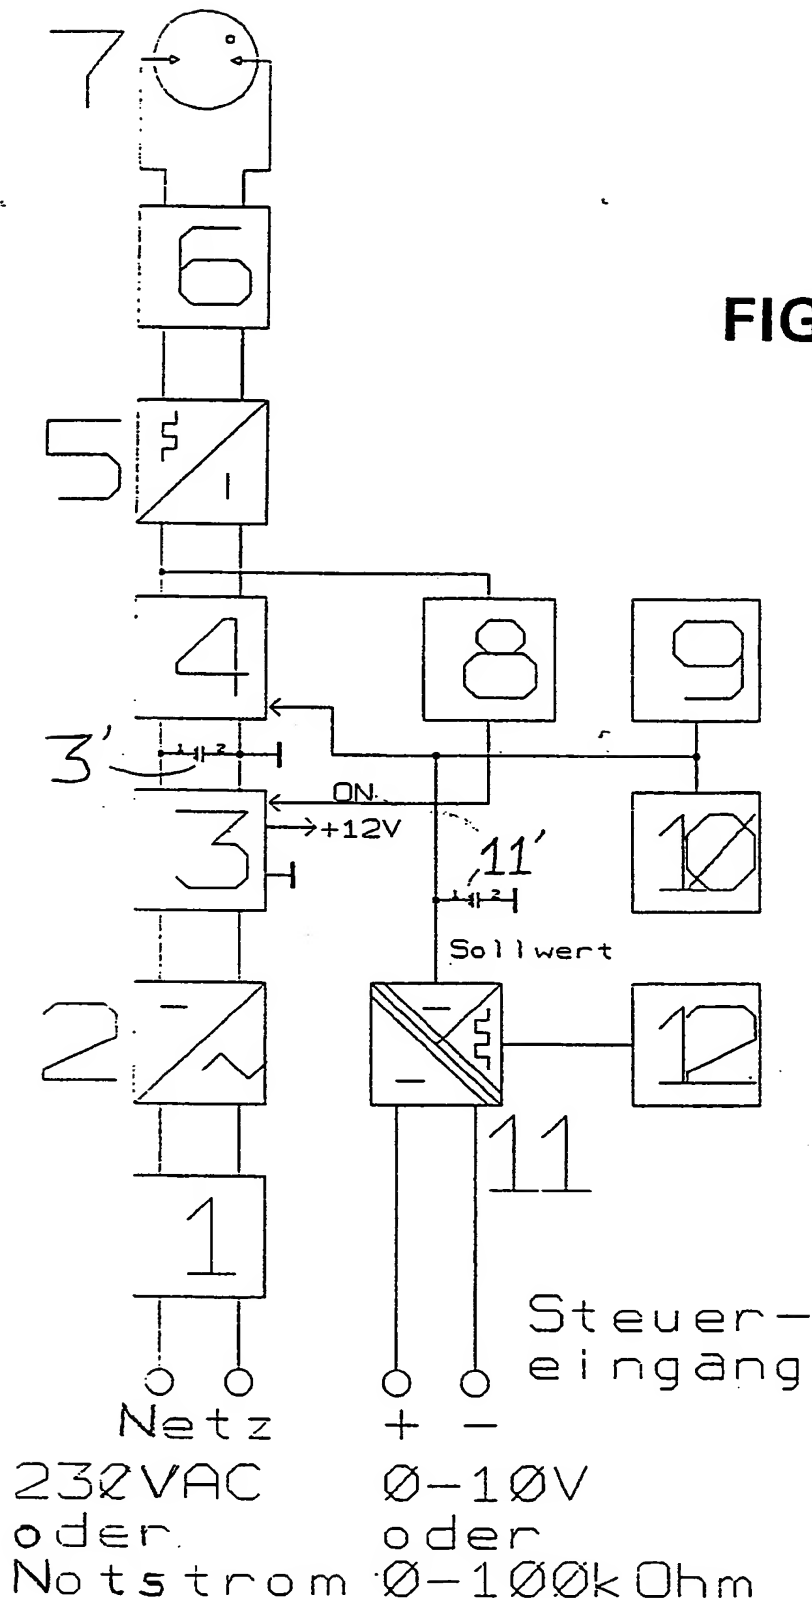 7
6
FIG
5
4
8
9
3'
ON
+12V
3
11'
10
Sollwert
2
12
11
1
Steuer-
eingang
Netz
+ -
230VAC
0-10V
oder
oder
Notstrom
0-100kOhm